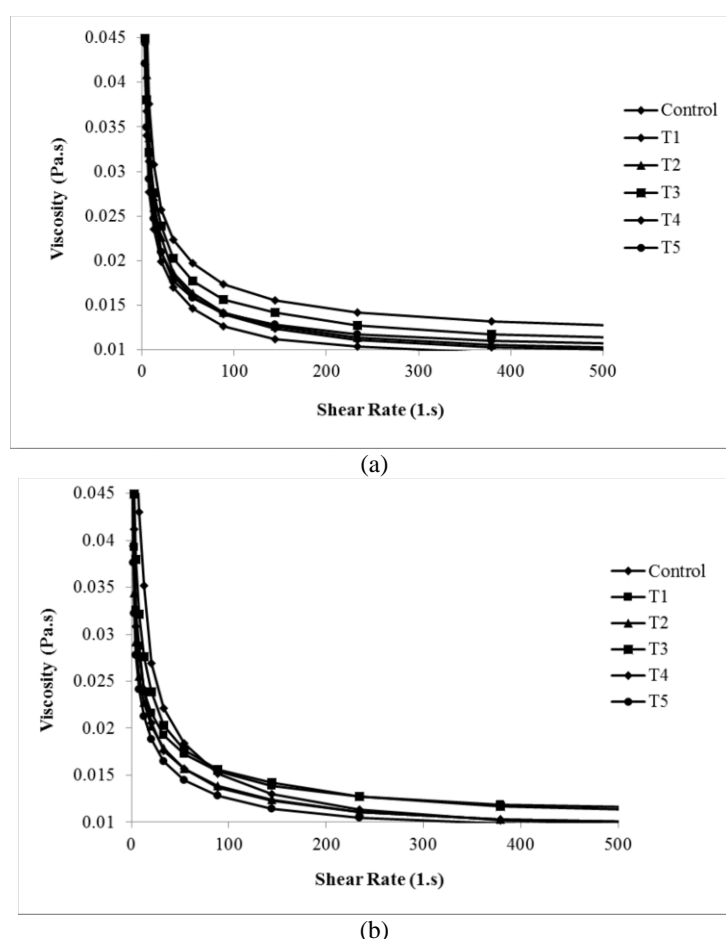 0.045
0.04
0.035
0.03
0.025
0.02
0.015
0.01
Viscosity (Pa.s)
0
100
200
300
400
500
Shear Rate (1.s)
Control
T1
T2
T3
T4
T5
(a)
0.045
0.04
0.035
0.03
0.025
0.02
0.015
0.01
Viscosity (Pa.s)
0
100
200
300
400
500
Shear Rate (1.s)
Control
T1
T2
T3
T4
T5
(b)